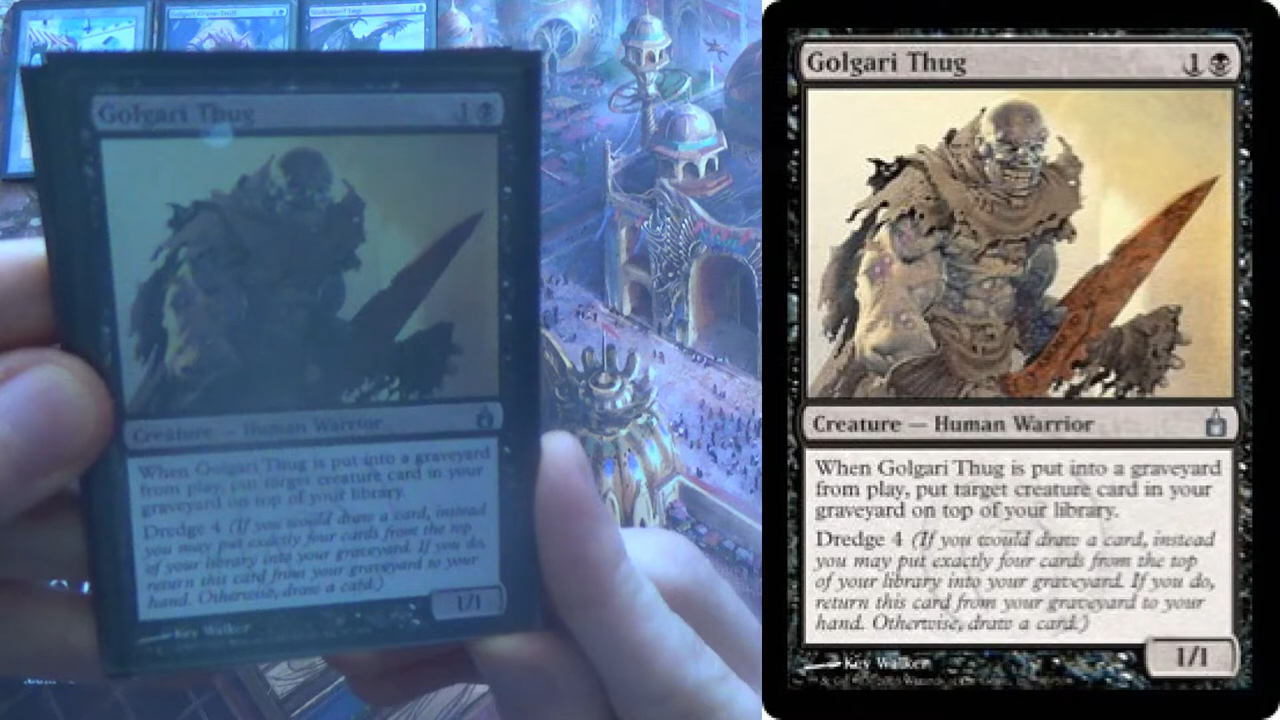 Golgari Grave-Troll
Golgari Thug 1
Creature — Human Warrior
When Golgari Thug is put into a graveyard
from play, put target creature card in your
graveyard on top of your library.
Dredge 4 (If you would draw a card, instead
you may put exactly four cards from the top
of your library into your graveyard. If you do,
return this card from your graveyard to your
hand. Otherwise, draw a card.)
1/1
Kev Walker
Golgari Thug 1
Creature — Human Warrior
When Golgari Thug is put into a graveyard
from play, put target creature card in your
graveyard on top of your library.
Dredge 4 (If you would draw a card, instead
you may put exactly four cards from the top
of your library into your graveyard. If you do,
return this card from your graveyard to your
hand. Otherwise, draw a card.)
1/1
Kev Walker